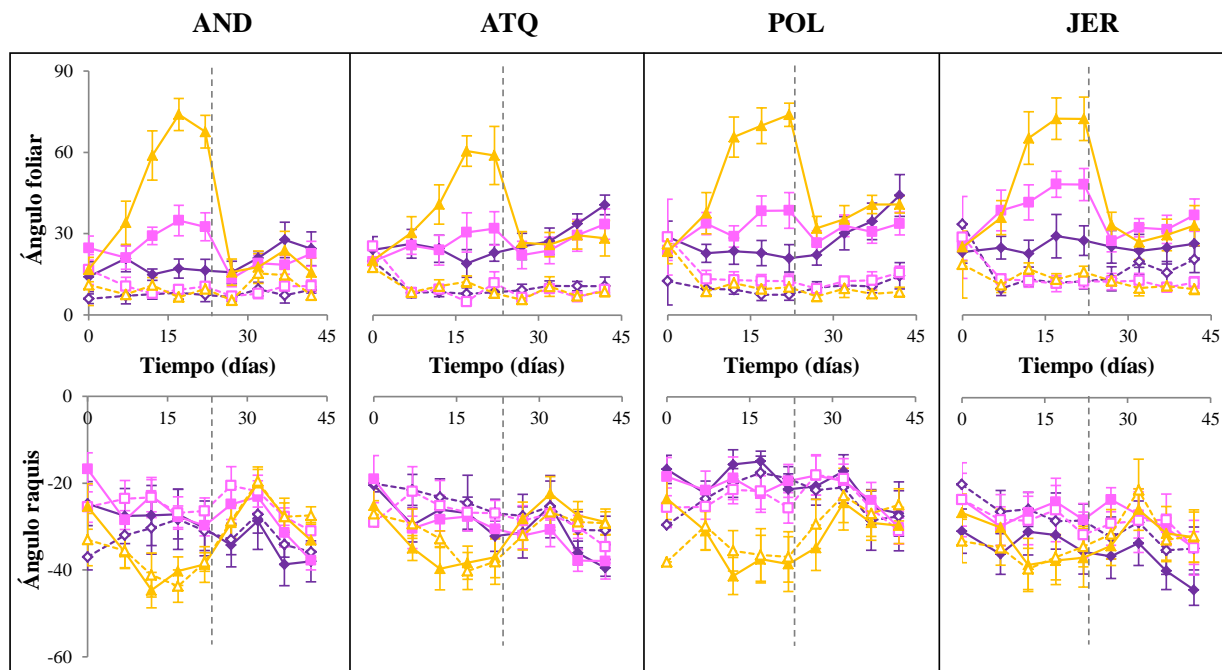 AND ATQ POL JER
90
60
30
0
Ángulo foliar
0 15 30 45 0 15 30 45 0 15 30 45 0 15 30 45
Tiempo (días) Tiempo (días) Tiempo (días) Tiempo (días)
0
-20
-40
-60
Ángulo raquis
0 15 30 45 0 15 30 45 0 15 30 45 0 15 30 45